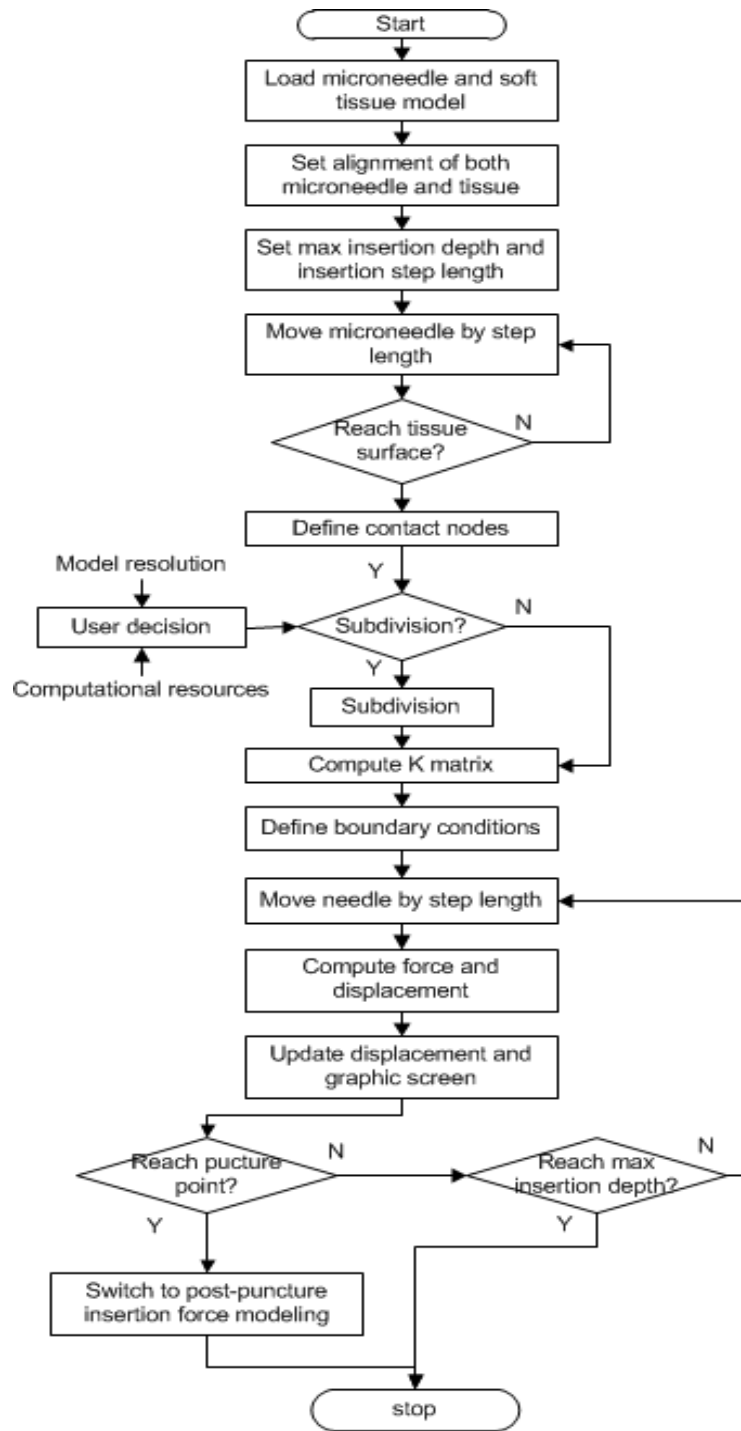 Start
Load microneedle and soft
tissue model
Set alignment of both
microneedle and tissue
Set max insertion depth and
insertion step length
Move microneedle by step
length
Reach tissue
surface?
N
Define contact nodes
Y
Model resolution
User decision
Computational resources
Subdivision?
N
Y
Subdivision
Compute K matrix
Define boundary conditions
Move needle by step length
Compute force and
displacement
Update displacement and
graphic screen
Reach pucture
point?
N
Y
Reach max
insertion depth?
N
Y
Switch to post-puncture
insertion force modeling
stop